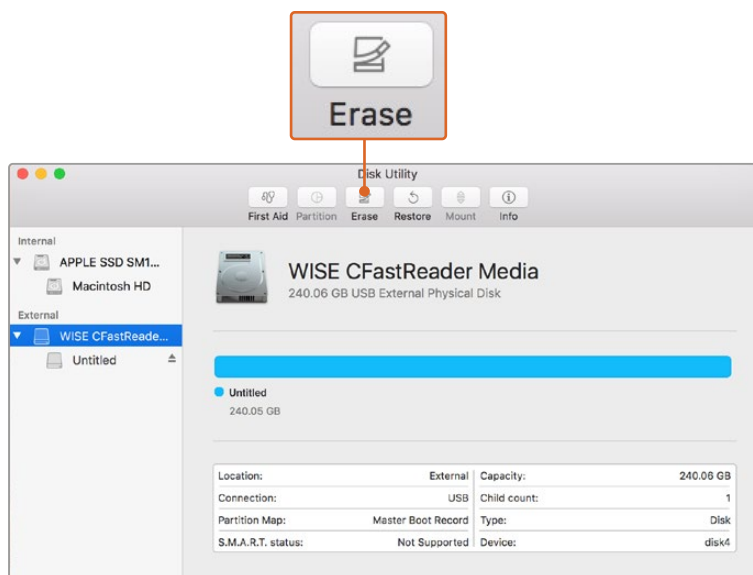 Erase
Disk Utility
First Aid Partition Erase Restore Mount Info
Internal
APPLE SSD SM1...
Macintosh HD
External
WISE CFastReade...
Untitled
WISE CFastReader Media
240.06 GB USB External Physical Disk
Untitled
240.05 GB
Location: External Capacity: 240.06 GB
Connection: USB Child count: 1
Partition Map: Master Boot Record Type: Disk
S.M.A.R.T. status: Not Supported Device: disk4